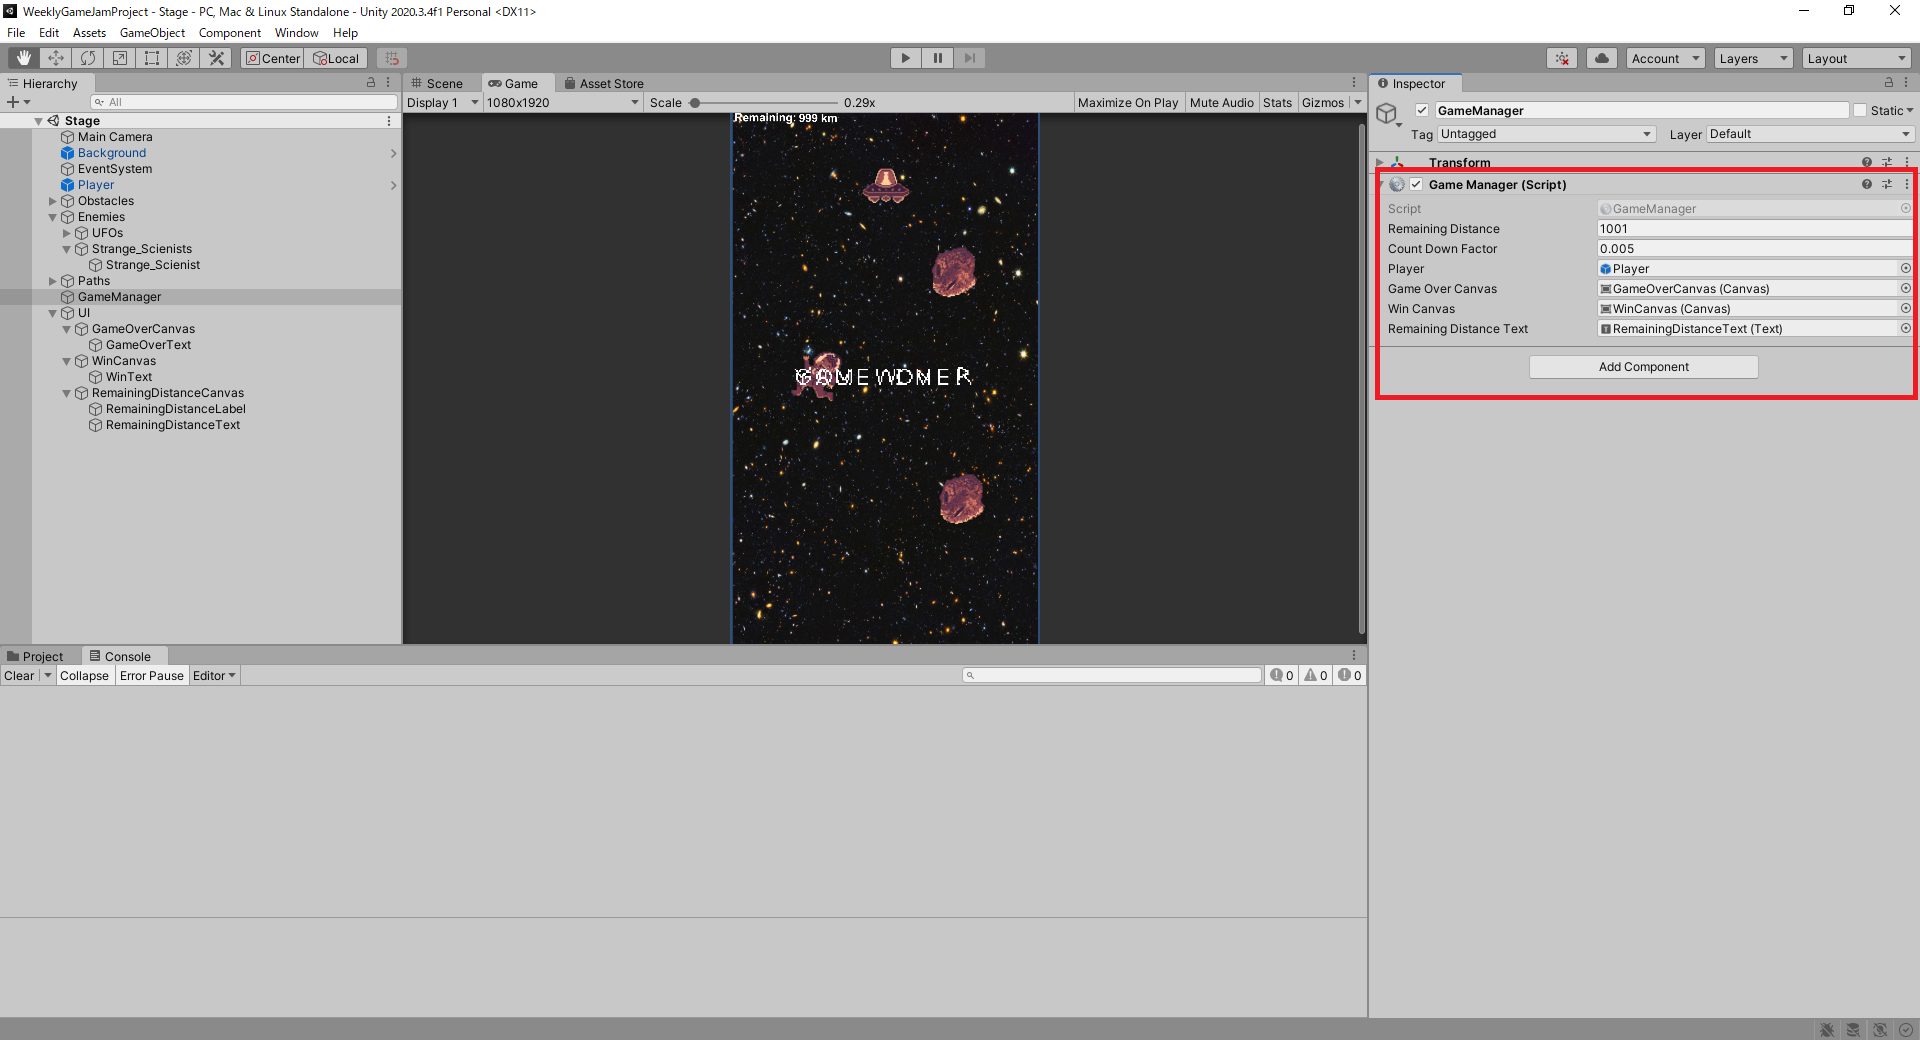 WeeklyGameJamProject - Stage - PC, Mac & Linux Standalone - Unity 2020.3.4f1 Personal <DX11>
File Edit Assets GameObject Component Window Help
Center Local Account Layers Layout
Hierarchy
All
Stage
Main Camera
Background
EventSystem
Player
Obstacles
Enemies
UFOs
Strange_Scienists
Strange_Scienist
Paths
GameManager
UI
GameOverCanvas
GameOverText
WinCanvas
WinText
RemainingDistanceCanvas
RemainingDistanceLabel
RemainingDistanceText
Scene Game Asset Store
Display 1 1080x1920 Scale 0.29x Maximize On Play Mute Audio Stats Gizmos
Remaining: 999 km
Inspector
GameManager Static
Tag Untagged Layer Default
Transform
Game Manager (Script)
Script GameManager
Remaining Distance 1001
Count Down Factor 0.005
Player Player
Game Over Canvas GameOverCanvas (Canvas)
Win Canvas WinCanvas (Canvas)
Remaining Distance Text RemainingDistanceText (Text)
Add Component
Project Console
Clear Collapse Error Pause Editor 0 0 0